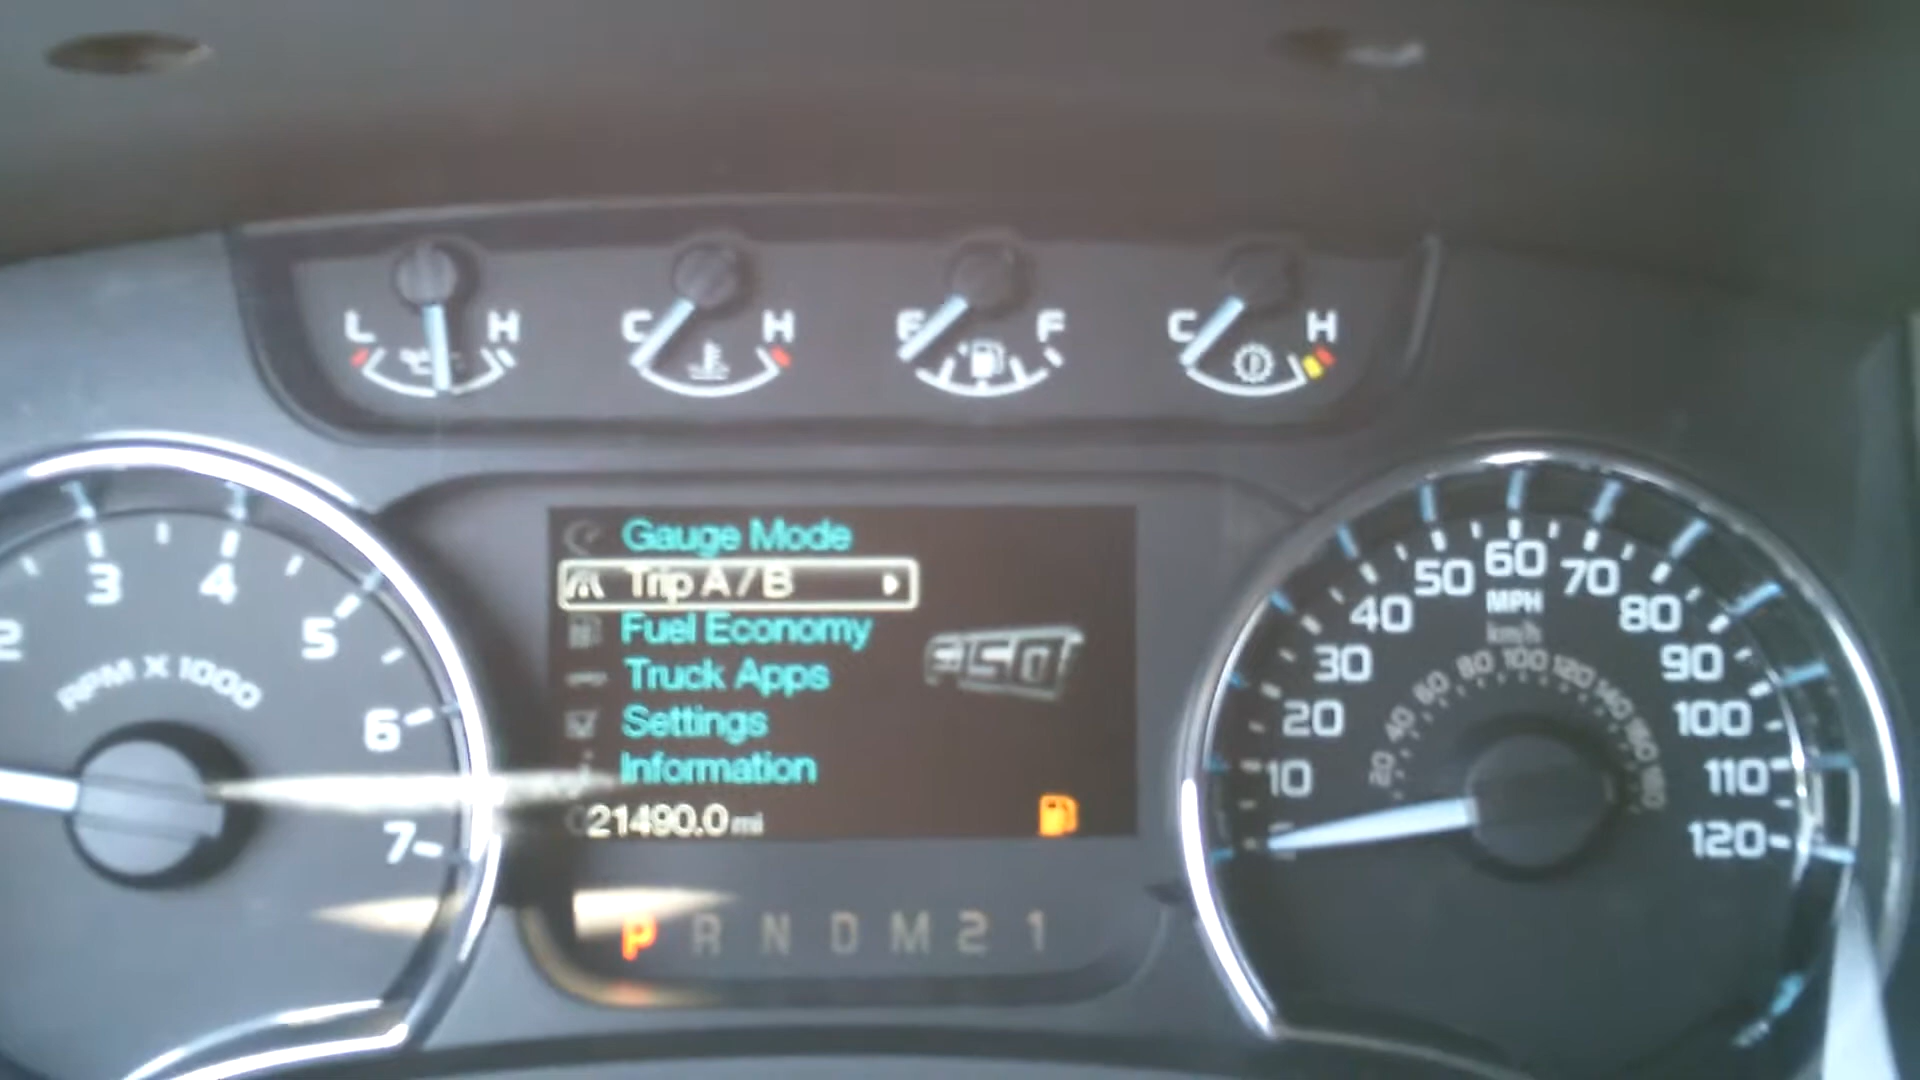 L H
C H
E F
C H
2 3 4 5 6 7
RPM X 1000
Gauge Mode
Trip A / B
Fuel Economy
Truck Apps
Settings
Information
21490.0 mi
F150
P R N D M 2 1
10 20 30 40 50 60 70 80 90 100 110 120
MPH
km/h
20 40 60 80 100 120 140 160 180